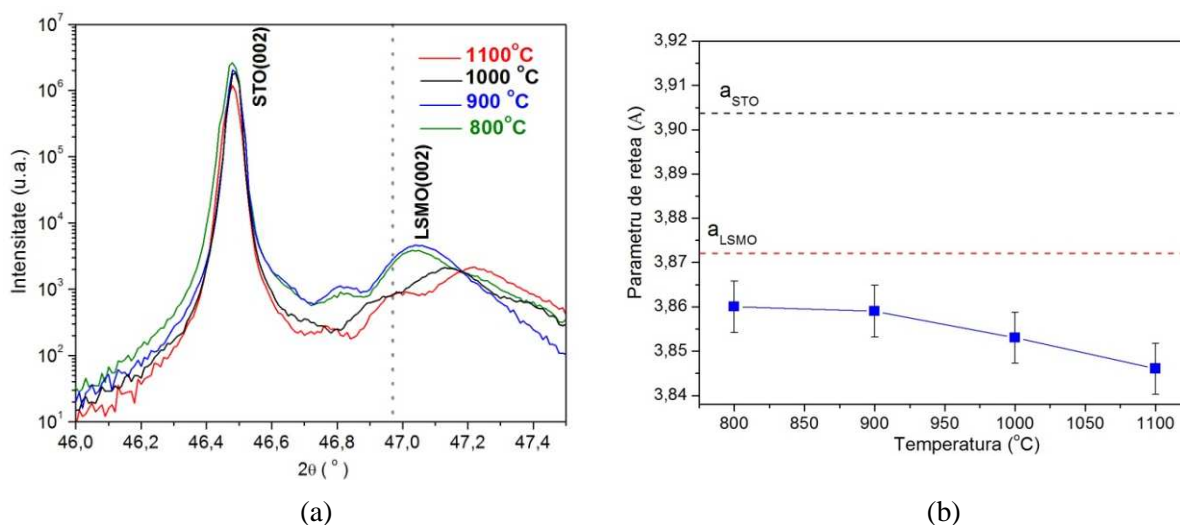 10⁷
10⁶
10⁵
10⁴
10³
10²
10¹
Intensitate (u.a.)
STO(002)
LSMO(002)
1100°C
1000 °C
900 °C
800°C
46,0 46,2 46,4 46,6 46,8 47,0 47,2 47,4
2θ ( ° )
(a)
3,92
3,91
3,90
3,89
3,88
3,87
3,86
3,85
3,84
Parametru de retea (A)
aSTO
aLSMO
800 850 900 950 1000 1050 1100
Temperatura (°C)
(b)